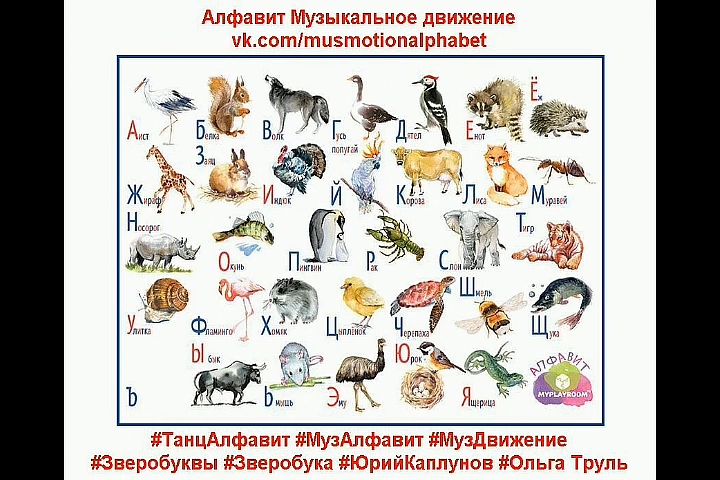 Алфавит Музыкальное движение
vk.com/musmotionalphabet
Аист Белка Волк Гусь Дятел Енот Ёж
Жираф Заяц Индюк Й попугай Корова Лиса Муравей
Носорог Окунь Пингвин Рак Слон Тигр
Улитка Фламинго Хомяк Цыплёнок Черепаха Шмель Щука
Ъ Ы бык Ь мышь Эму Юрок Ящерица
АЛФАВИТ
MYPLAYROOM
#ТанцАлфавит #МузАлфавит #МузДвижение
#Зверобуквы #Зверобука #ЮрийКаплунов #Ольга Труль